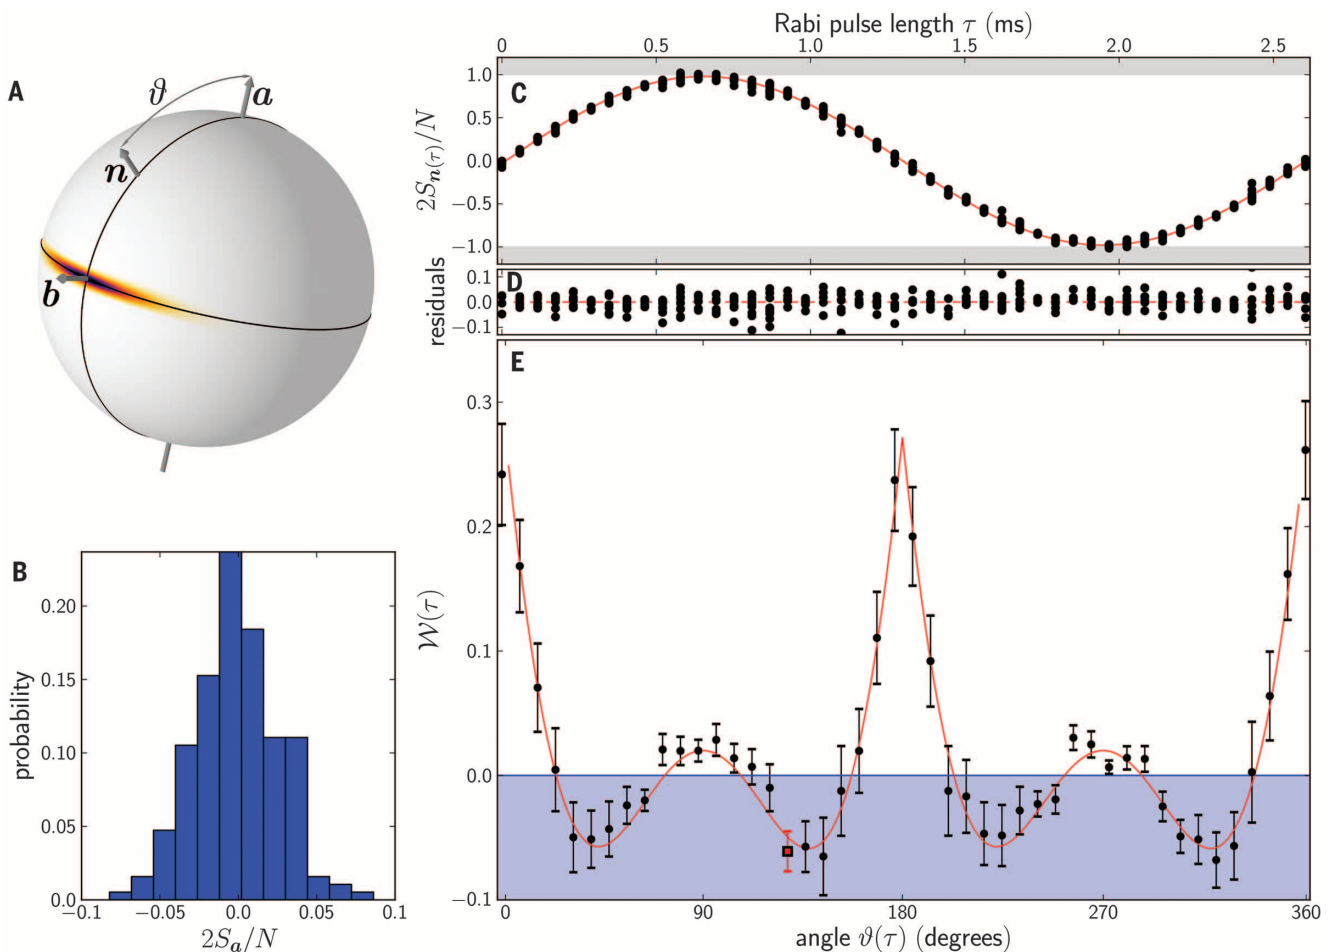 A
ϑ
a
n
b
B
0.20
0.15
0.10
0.05
0.0
probability
−0.1
−0.05
0.0
0.05
0.1
2Sₐ/N
Rabi pulse length τ (ms)
0
0.5
1.0
1.5
2.0
2.5
C
1.0
0.5
0.0
−0.5
−1.0
2Sₙ₍τ₎/N
D
0.1
0.0
−0.1
residuals
E
0.3
0.2
0.1
0.0
−0.1
𝒲(τ)
0
90
180
270
360
angle ϑ(τ) (degrees)